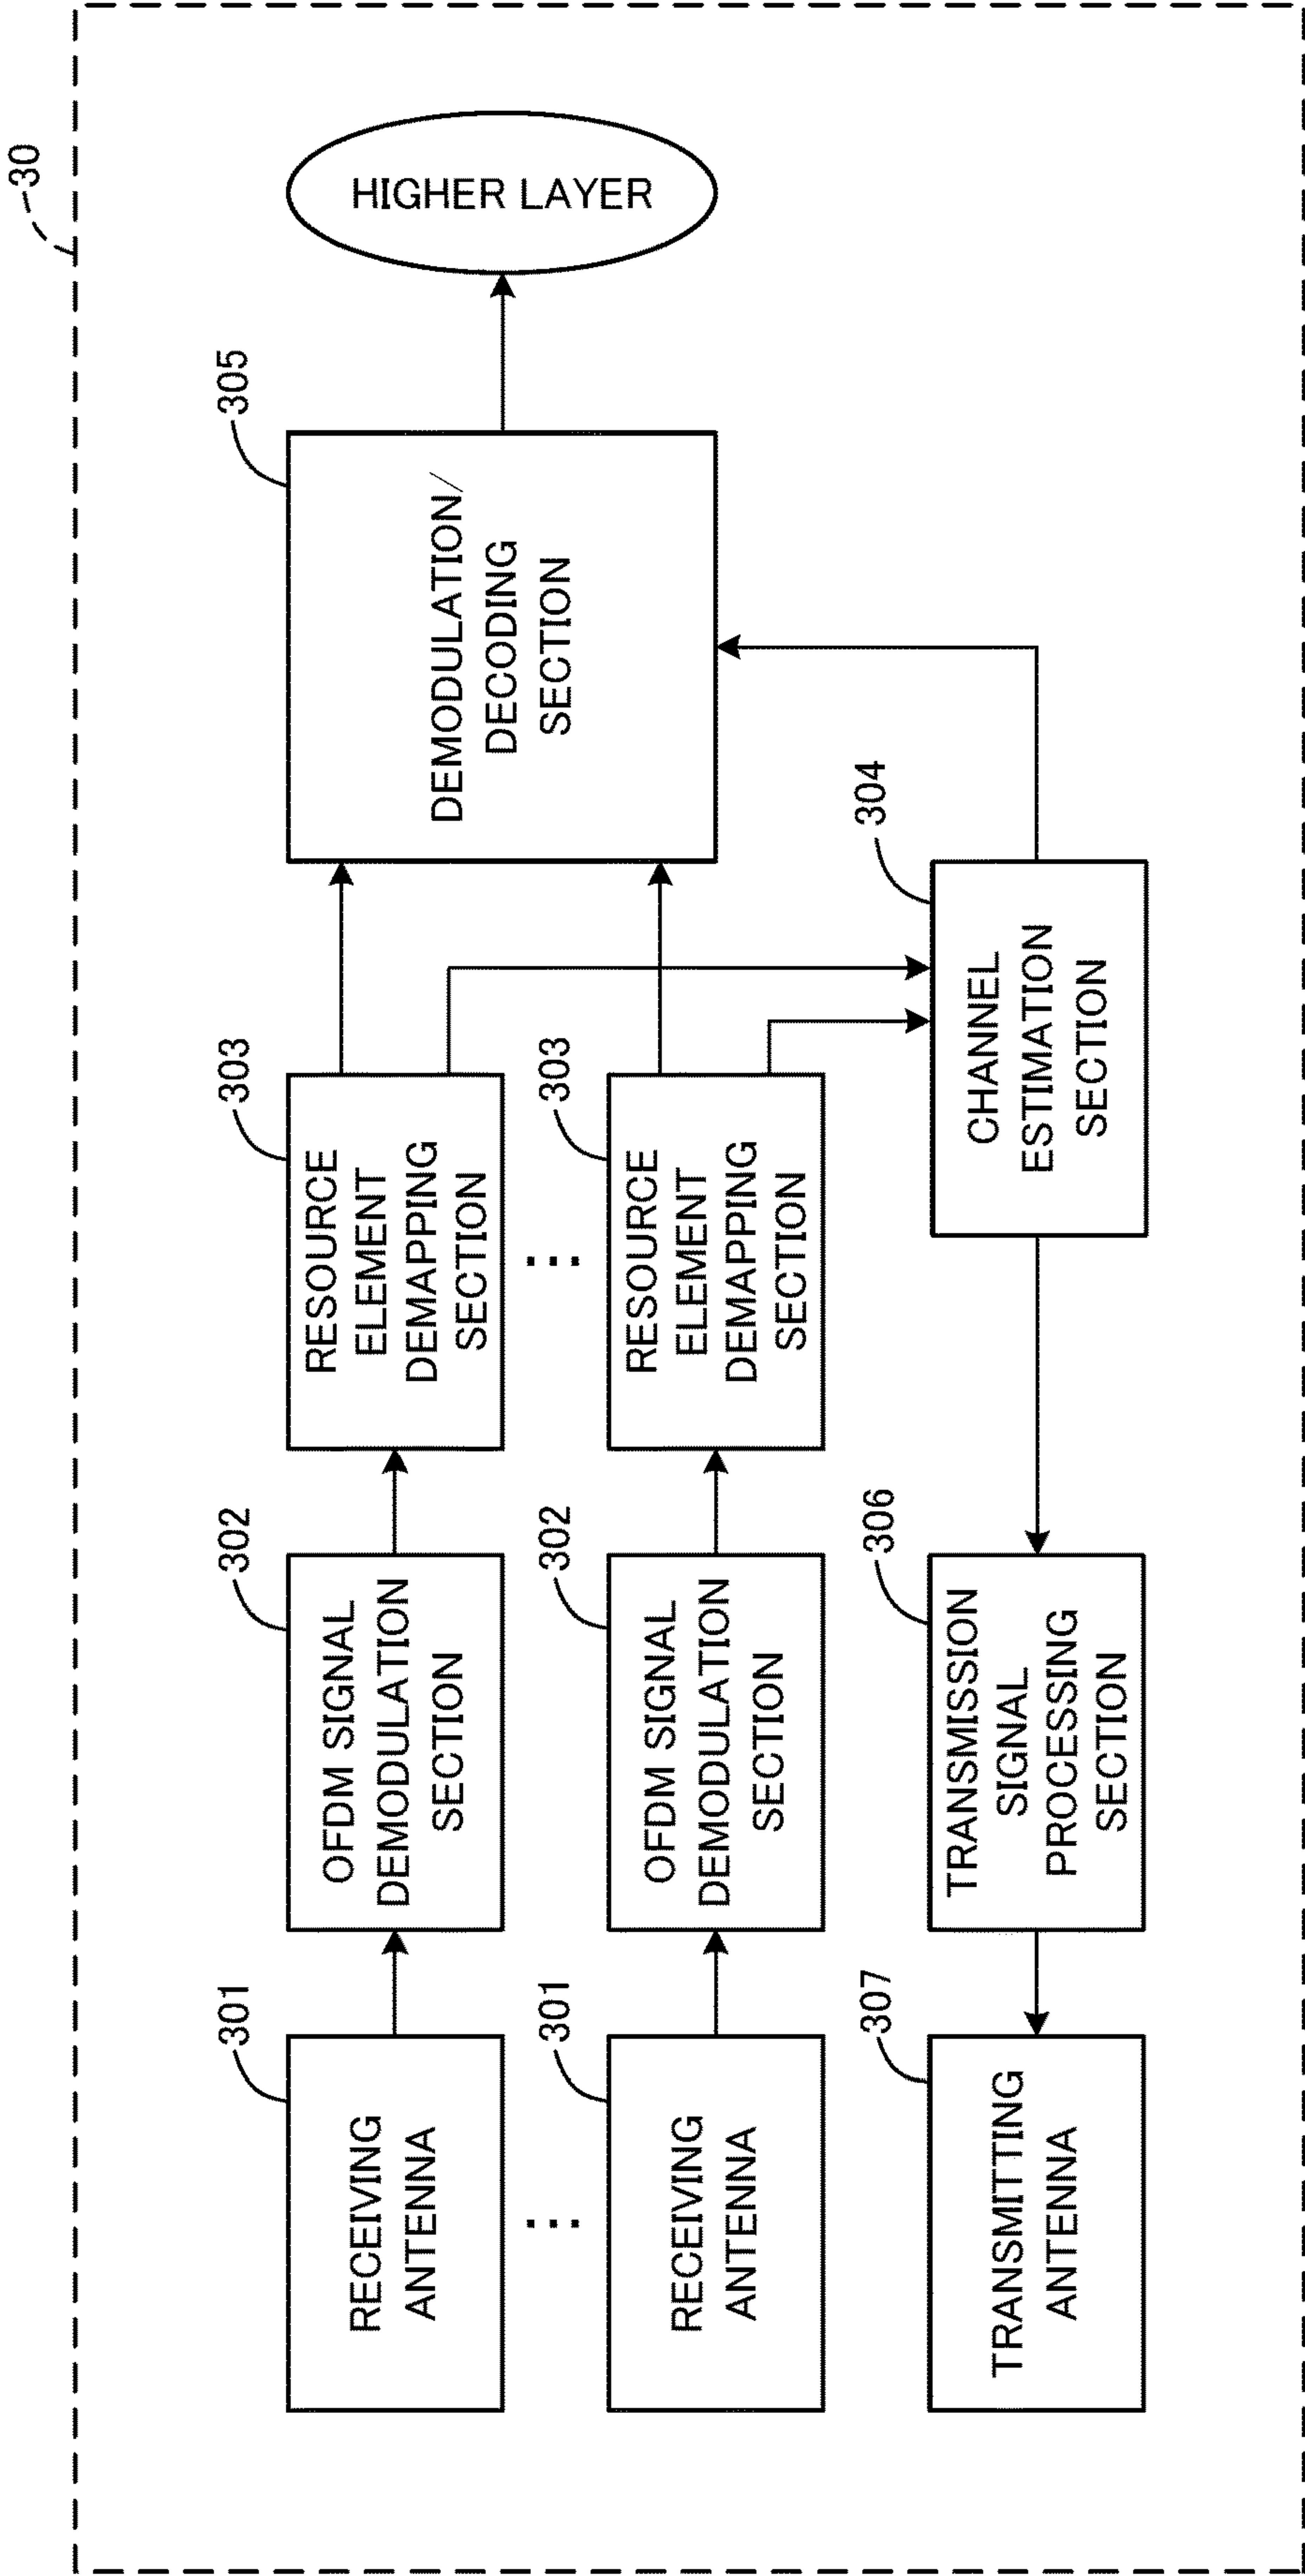 30
301
RECEIVING
ANTENNA
302
OFDM SIGNAL
DEMODULATION
SECTION
303
RESOURCE
ELEMENT
DEMAPPING
SECTION
305
DEMODULATION/
DECODING
SECTION
HIGHER LAYER
301
RECEIVING
ANTENNA
302
OFDM SIGNAL
DEMODULATION
SECTION
303
RESOURCE
ELEMENT
DEMAPPING
SECTION
307
TRANSMITTING
ANTENNA
306
TRANSMISSION
SIGNAL
PROCESSING
SECTION
304
CHANNEL
ESTIMATION
SECTION